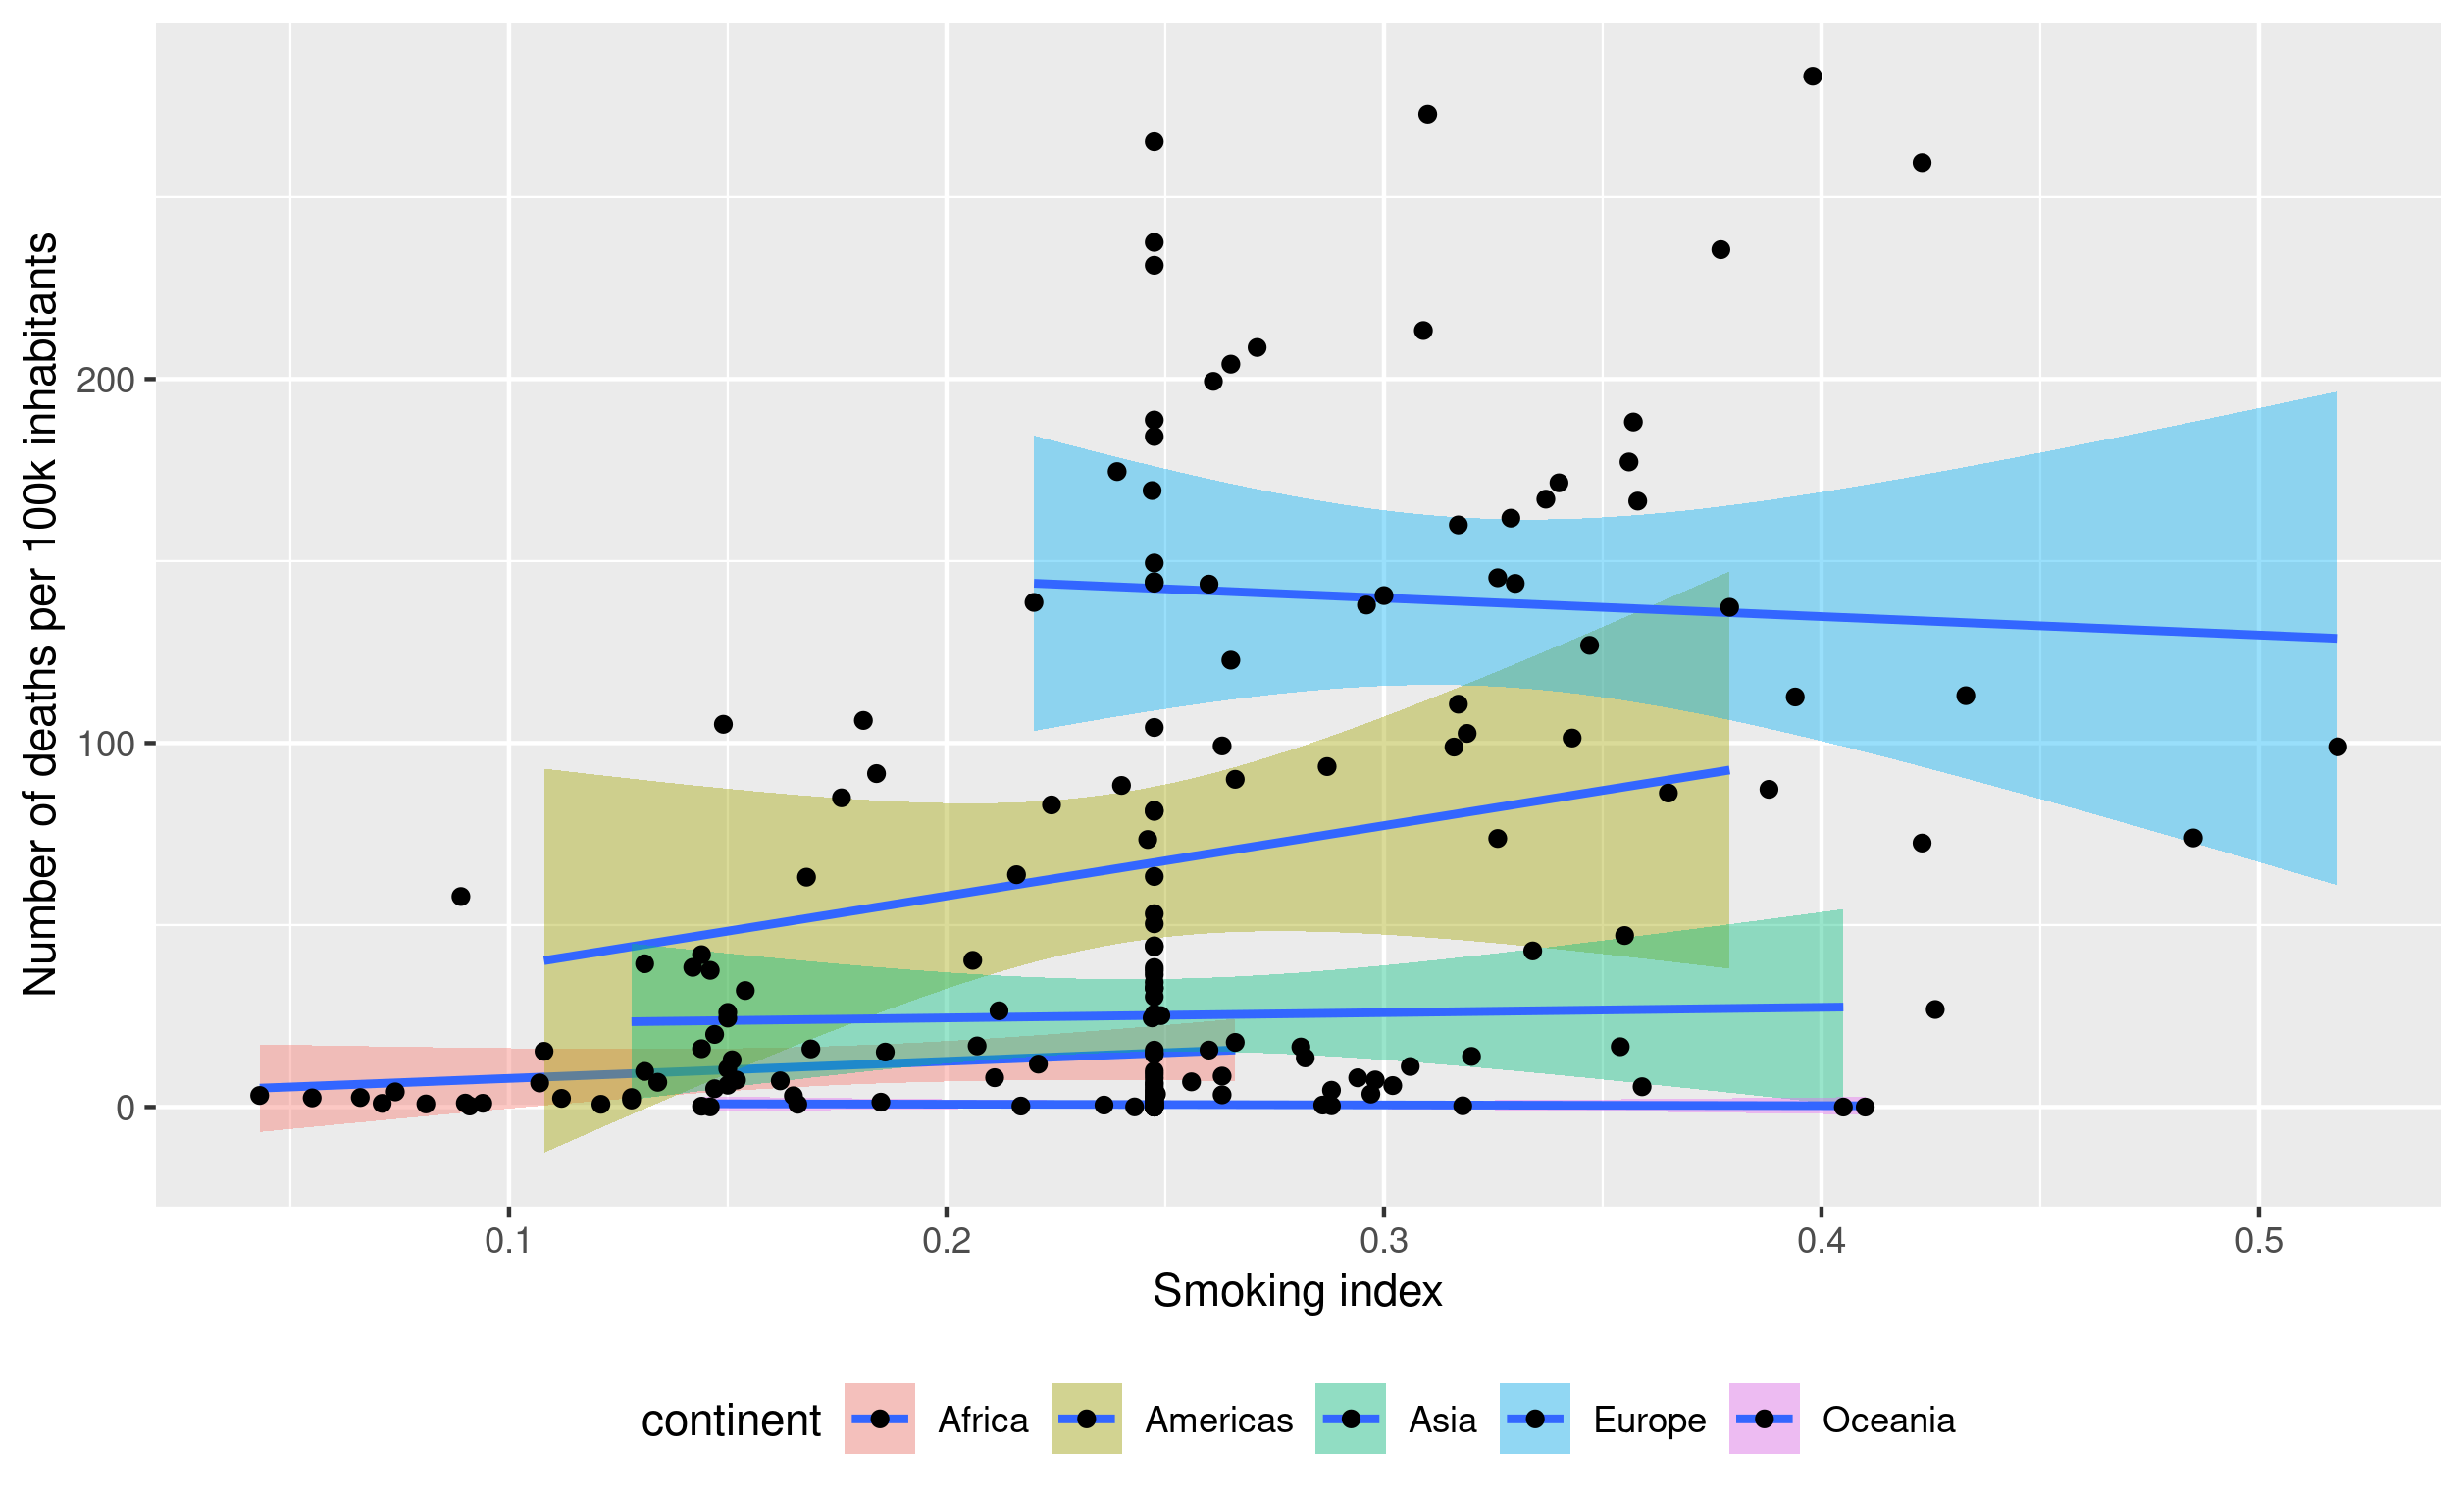 Number of deaths per 100k inhabitants
200
100
0
0.1 0.2 0.3 0.4 0.5
Smoking index
continent Africa Americas Asia Europe Oceania